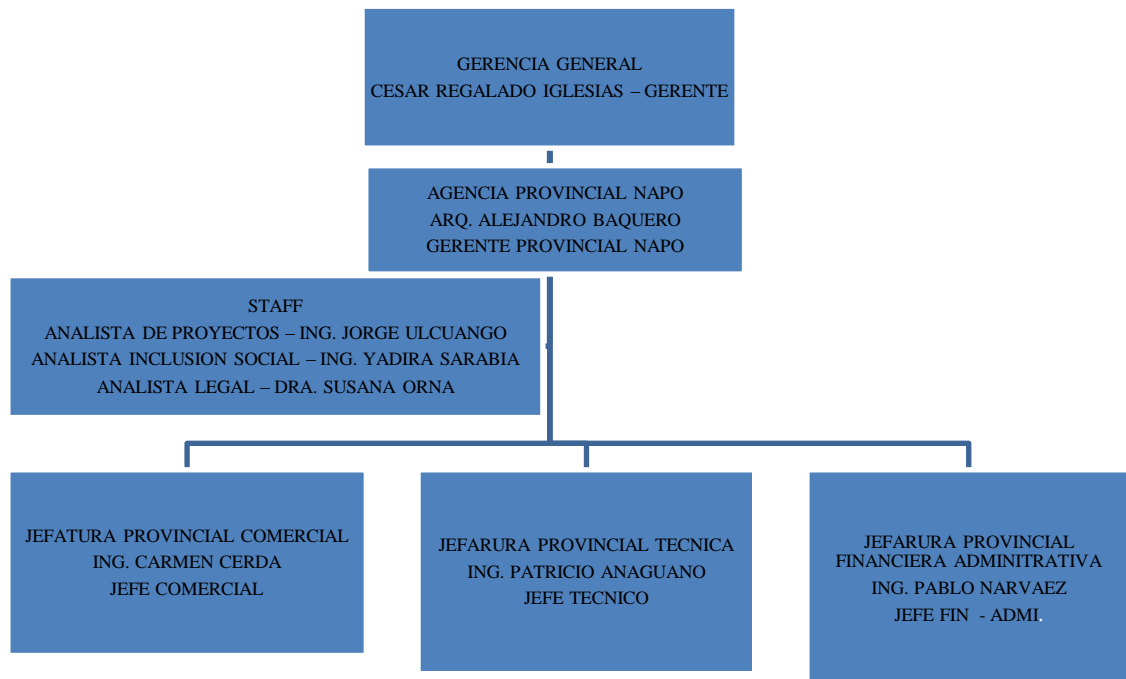 GERENCIA GENERAL
CESAR REGALADO IGLESIAS – GERENTE
AGENCIA PROVINCIAL NAPO
ARQ. ALEJANDRO BAQUERO
GERENTE PROVINCIAL NAPO
STAFF
ANALISTA DE PROYECTOS – ING. JORGE ULCUANGO
ANALISTA INCLUSION SOCIAL – ING. YADIRA SARABIA
ANALISTA LEGAL – DRA. SUSANA ORNA
JEFATURA PROVINCIAL COMERCIAL
ING. CARMEN CERDA
JEFE COMERCIAL
JEFARURA PROVINCIAL TECNICA
ING. PATRICIO ANAGUANO
JEFE TECNICO
JEFARURA PROVINCIAL
FINANCIERA ADMINITRATIVA
ING. PABLO NARVAEZ
JEFE FIN - ADMI.